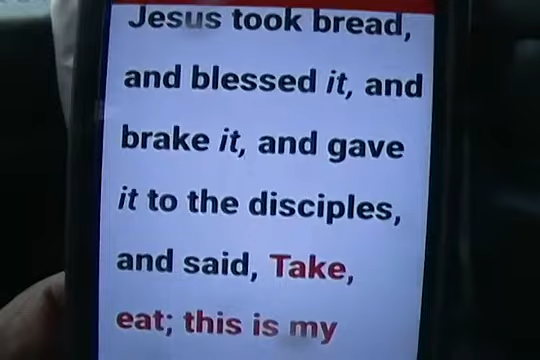 Jesus took bread,
and blessed it, and
brake it, and gave
it to the disciples,
and said, Take,
eat; this is my